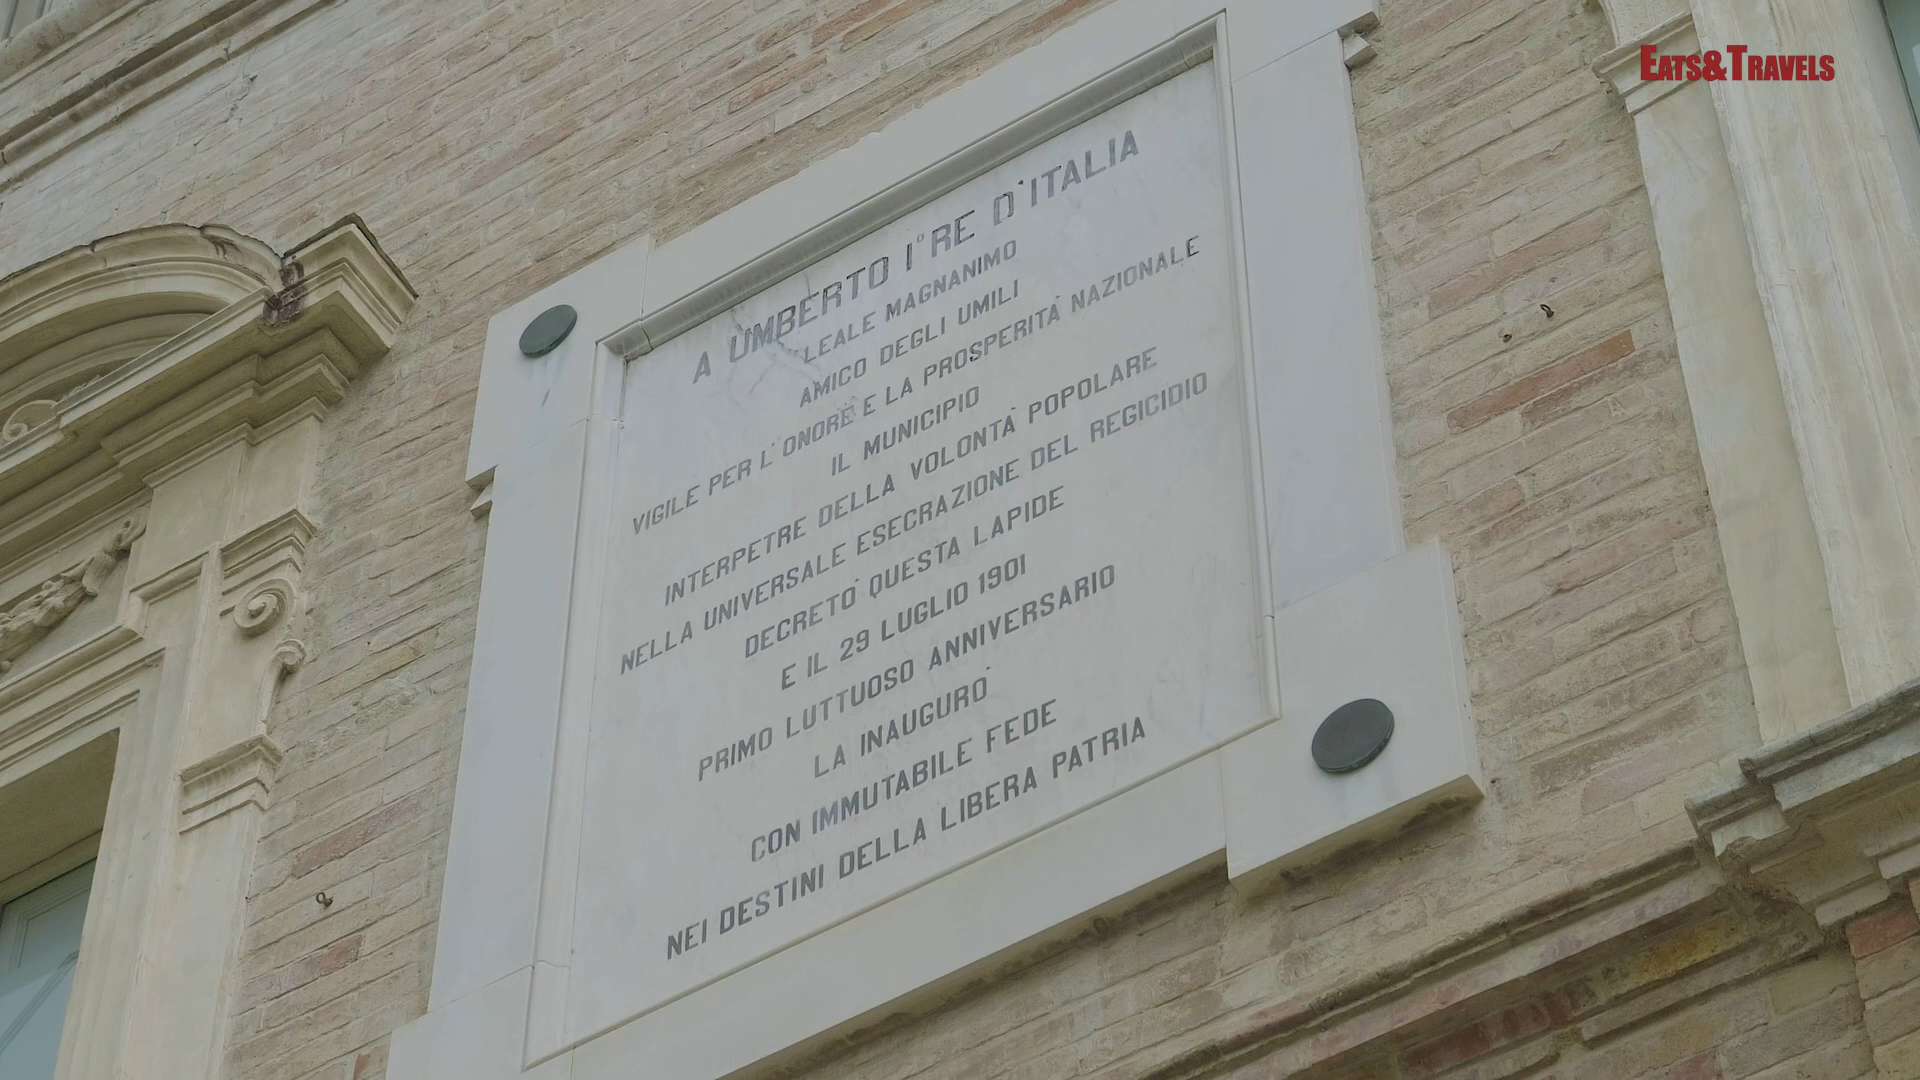 EATS&TRAVELS
A UMBERTO I° RE D'ITALIA
LEALE MAGNANIMO
AMICO DEGLI UMILI
VIGILE PER L'ONORE E LA PROSPERITÀ NAZIONALE
IL MUNICIPIO
INTERPETRE DELLA VOLONTÀ POPOLARE
NELLA UNIVERSALE ESECRAZIONE DEL REGICIDIO
DECRETÒ QUESTA LAPIDE
E IL 29 LUGLIO 1901
PRIMO LUTTUOSO ANNIVERSARIO
LA INAUGURÒ
CON IMMUTABILE FEDE
NEI DESTINI DELLA LIBERA PATRIA